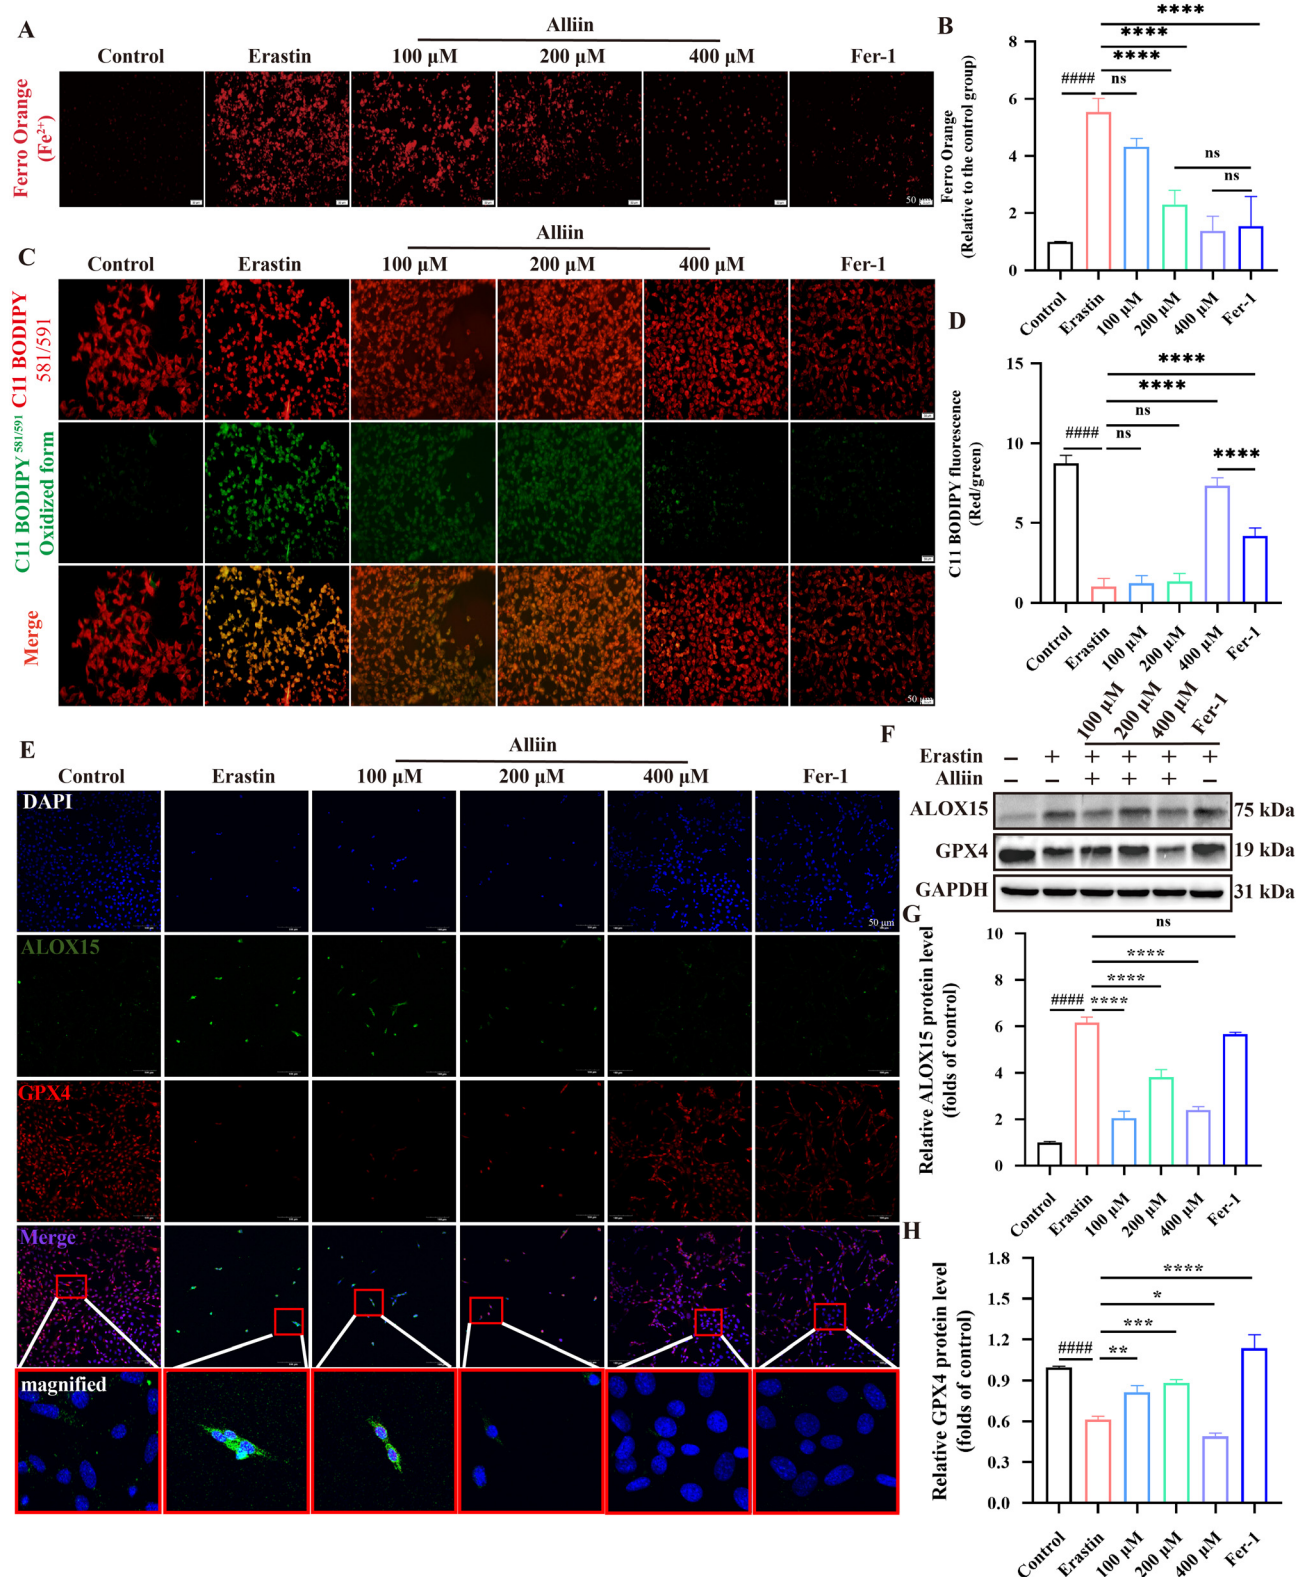 A
Alliin
Control Erastin 100 μM 200 μM 400 μM Fer-1
Ferro Orange
(Fe²⁺)
50 μm
B
Ferro Orange
(Relative to the control group)
8
6
4
2
0
####
ns
****
****
****
ns
ns
Control Erastin 100 μM 200 μM 400 μM Fer-1
C
Alliin
Control Erastin 100 μM 200 μM 400 μM Fer-1
C11 BODIPY
581/591
C11 BODIPY 581/591
Oxidized form
Merge
50 μm
D
C11 BODIPY fluorescence
(Red/green)
15
10
5
0
####
ns
ns
****
****
****
Control Erastin 100 μM 200 μM 400 μM Fer-1
E
Alliin
Control Erastin 100 μM 200 μM 400 μM Fer-1
DAPI
50 μm
ALOX15
GPX4
Merge
magnified
F
100 μM 200 μM 400 μM Fer-1
Erastin − + + + + +
Alliin − − + + + −
ALOX15 75 kDa
GPX4 19 kDa
GAPDH 31 kDa
G
Relative ALOX15 protein level
(folds of control)
10
8
6
4
2
0
####
****
****
****
ns
Control Erastin 100 μM 200 μM 400 μM Fer-1
H
Relative GPX4 protein level
(folds of control)
1.8
1.5
1.2
0.9
0.6
0.3
0.0
####
**
***
*
****
Control Erastin 100 μM 200 μM 400 μM Fer-1